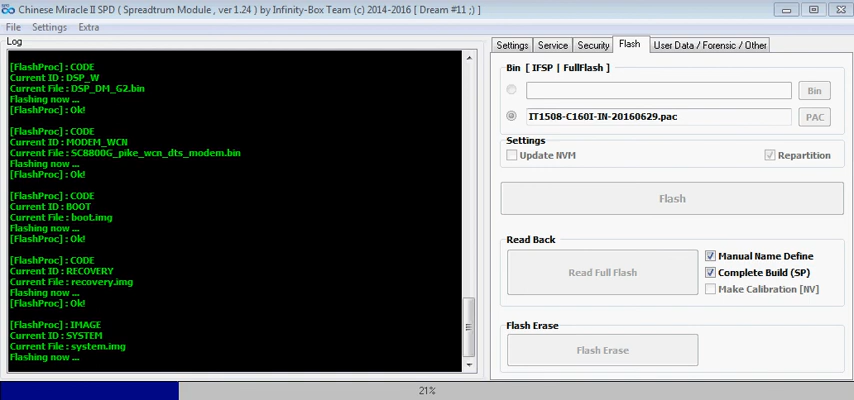 Chinese Miracle II SPD ( Spreadtrum Module , ver 1.24 ) by Infinity-Box Team (c) 2014-2016 [ Dream #11 ;) ]
File Settings Extra
Log
[FlashProc] : CODE
Current ID : DSP_W
Current File : DSP_DM_G2.bin
Flashing now ...
[FlashProc] : Ok!
[FlashProc] : CODE
Current ID : MODEM_WCN
Current File : SC8800G_pike_wcn_dts_modem.bin
Flashing now ...
[FlashProc] : Ok!
[FlashProc] : CODE
Current ID : BOOT
Current File : boot.img
Flashing now ...
[FlashProc] : Ok!
[FlashProc] : CODE
Current ID : RECOVERY
Current File : recovery.img
Flashing now ...
[FlashProc] : Ok!
[FlashProc] : IMAGE
Current ID : SYSTEM
Current File : system.img
Flashing now ...
Settings Service Security Flash User Data / Forensic / Other
Bin [ IFSP | FullFlash ]
Bin
IT1508-C160I-IN-20160629.pac PAC
Settings
Update NVM Repartition
Flash
Read Back
Read Full Flash
Manual Name Define
Complete Build (SP)
Make Calibration [NV]
Flash Erase
Flash Erase
21%